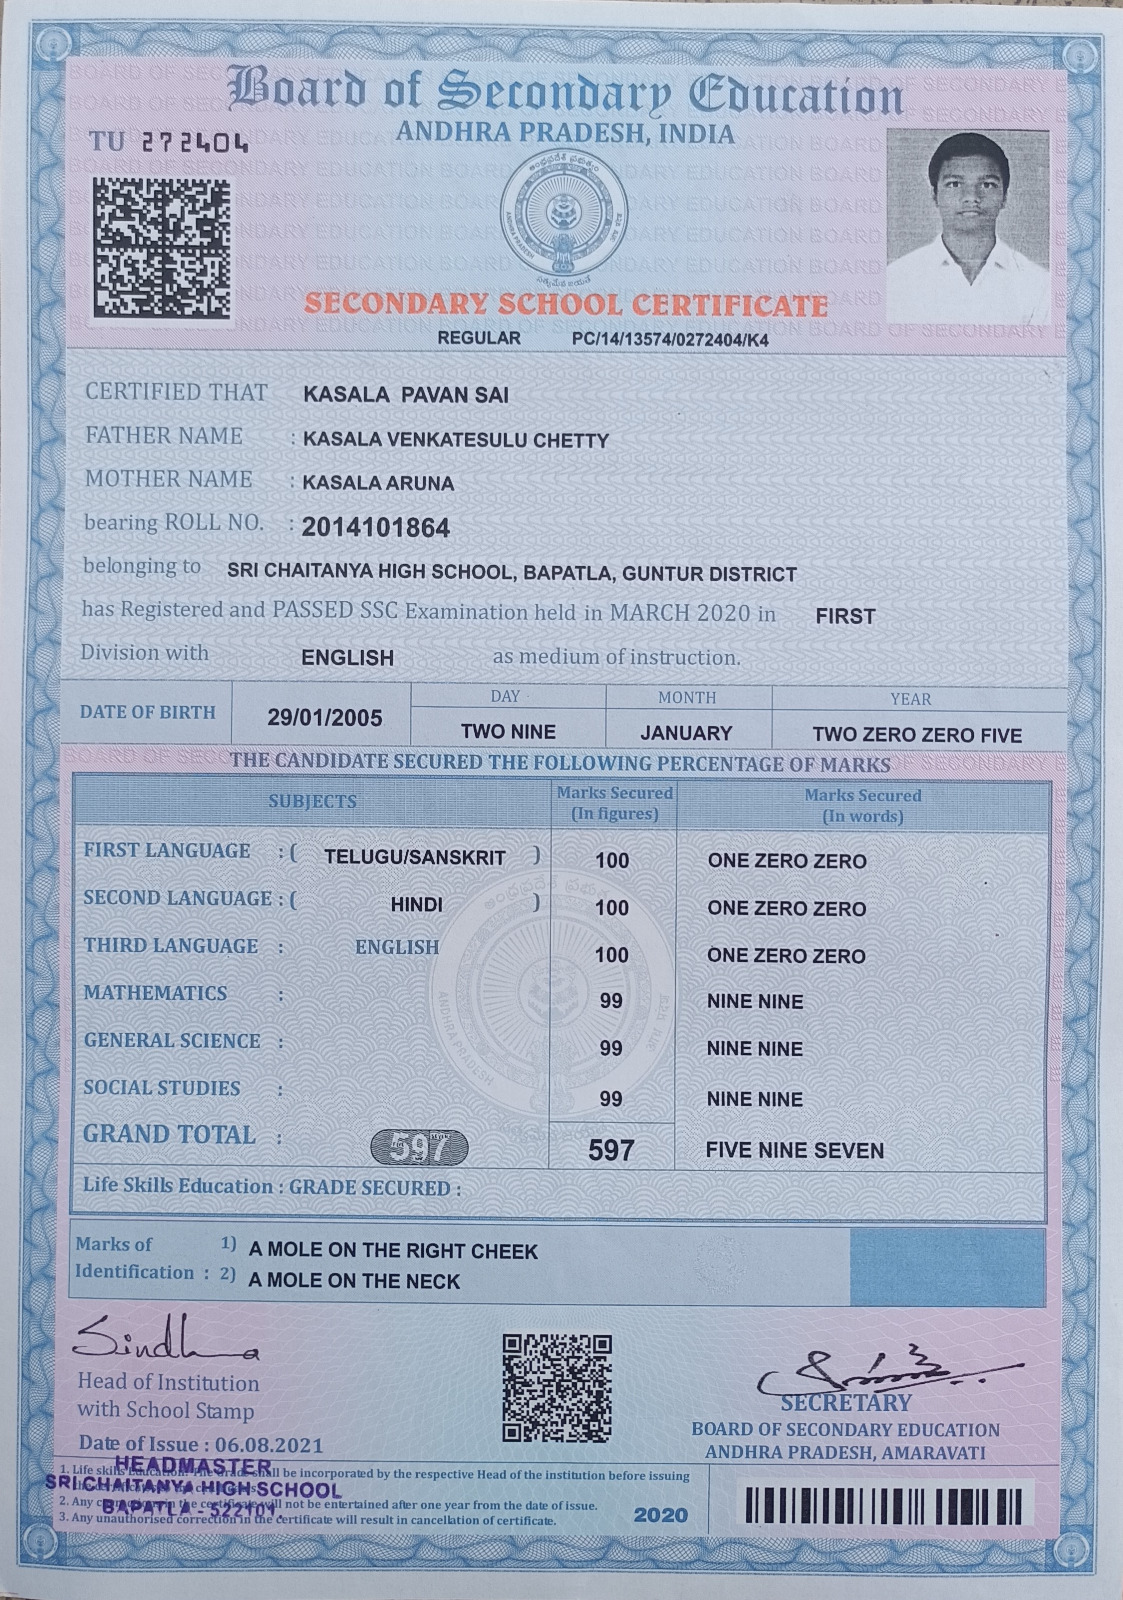 Board of Secondary Education
ANDHRA PRADESH, INDIA
TU 272404
SECONDARY SCHOOL CERTIFICATE
REGULAR PC/14/13574/0272404/K4
CERTIFIED THAT KASALA PAVAN SAI
FATHER NAME : KASALA VENKATESULU CHETTY
MOTHER NAME : KASALA ARUNA
bearing ROLL NO. : 2014101864
belonging to SRI CHAITANYA HIGH SCHOOL, BAPATLA, GUNTUR DISTRICT
has Registered and PASSED SSC Examination held in MARCH 2020 in FIRST
Division with ENGLISH as medium of instruction.
DATE OF BIRTH 29/01/2005 DAY MONTH YEAR
TWO NINE JANUARY TWO ZERO ZERO FIVE
THE CANDIDATE SECURED THE FOLLOWING PERCENTAGE OF MARKS
SUBJECTS Marks Secured (In figures) Marks Secured (In words)
FIRST LANGUAGE : ( TELUGU/SANSKRIT ) 100 ONE ZERO ZERO
SECOND LANGUAGE : ( HINDI ) 100 ONE ZERO ZERO
THIRD LANGUAGE : ENGLISH 100 ONE ZERO ZERO
MATHEMATICS : 99 NINE NINE
GENERAL SCIENCE : 99 NINE NINE
SOCIAL STUDIES : 99 NINE NINE
GRAND TOTAL : 597 597 FIVE NINE SEVEN
Life Skills Education : GRADE SECURED :
Marks of 1) A MOLE ON THE RIGHT CHEEK
Identification : 2) A MOLE ON THE NECK
Sindhu
Head of Institution
with School Stamp
Date of Issue : 06.08.2021
SECRETARY
BOARD OF SECONDARY EDUCATION
ANDHRA PRADESH, AMARAVATI
HEADMASTER
SRI CHAITANYA HIGH SCHOOL
BAPATLA - 522101.
1. Life skills Education: The Grade shall be incorporated by the respective Head of the institution before issuing
2. Any in the certificate will not be entertained after one year from the date of issue.
3. Any unauthorised correction in the certificate will result in cancellation of certificate.
2020